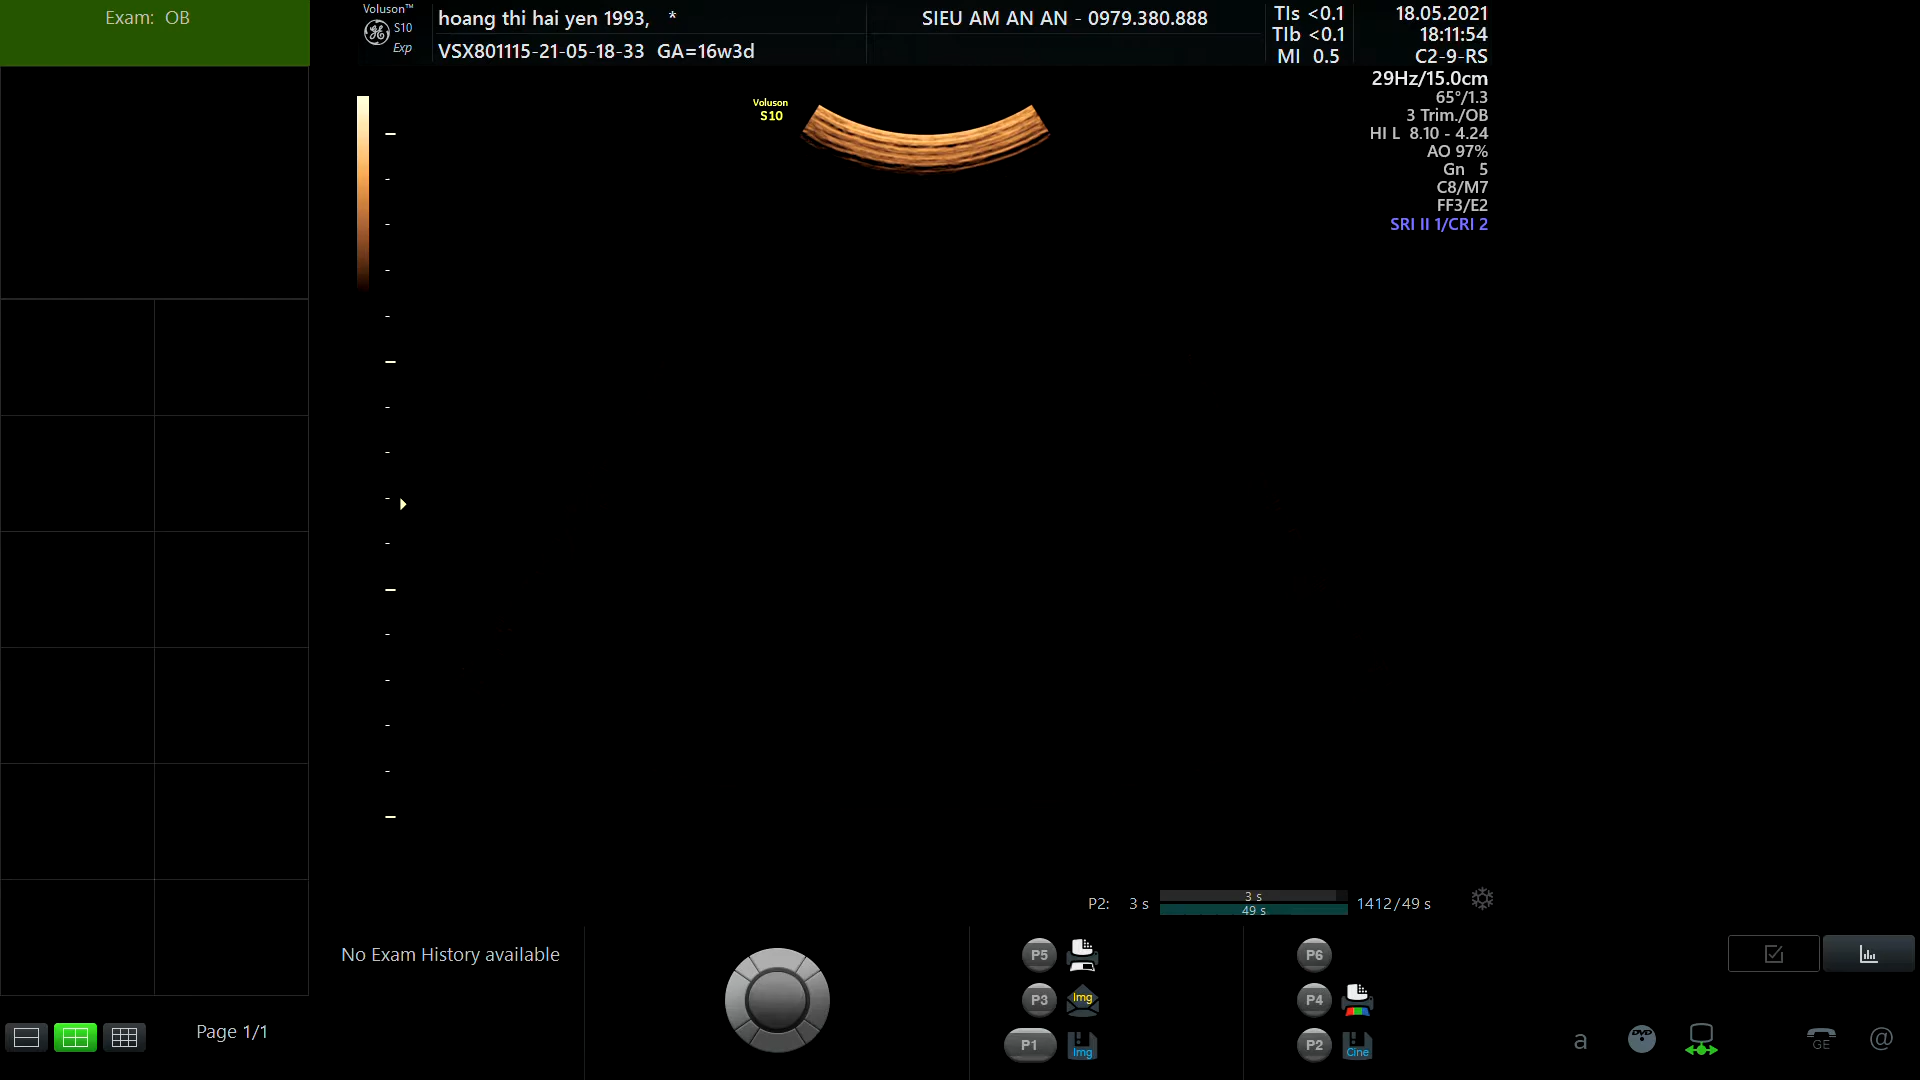 Exam: OB
Voluson™
S10
Exp
hoang thi hai yen 1993, *
VSX801115-21-05-18-33 GA=16w3d
SIEU AM AN AN - 0979.380.888
TIs <0.1
TIb <0.1
MI 0.5
18.05.2021
18:11:54
C2-9-RS
29Hz/15.0cm
65°/1.3
3 Trim./OB
HI L 8.10 - 4.24
AO 97%
Gn 5
C8/M7
FF3/E2
SRI II 1/CRI 2
Voluson
S10
P2: 3 s
3 s
49 s
1412/49 s
No Exam History available
P5
P3 Img
P1 Img
P6
P4
P2 Cine
Page 1/1
a
DVD
GE
@